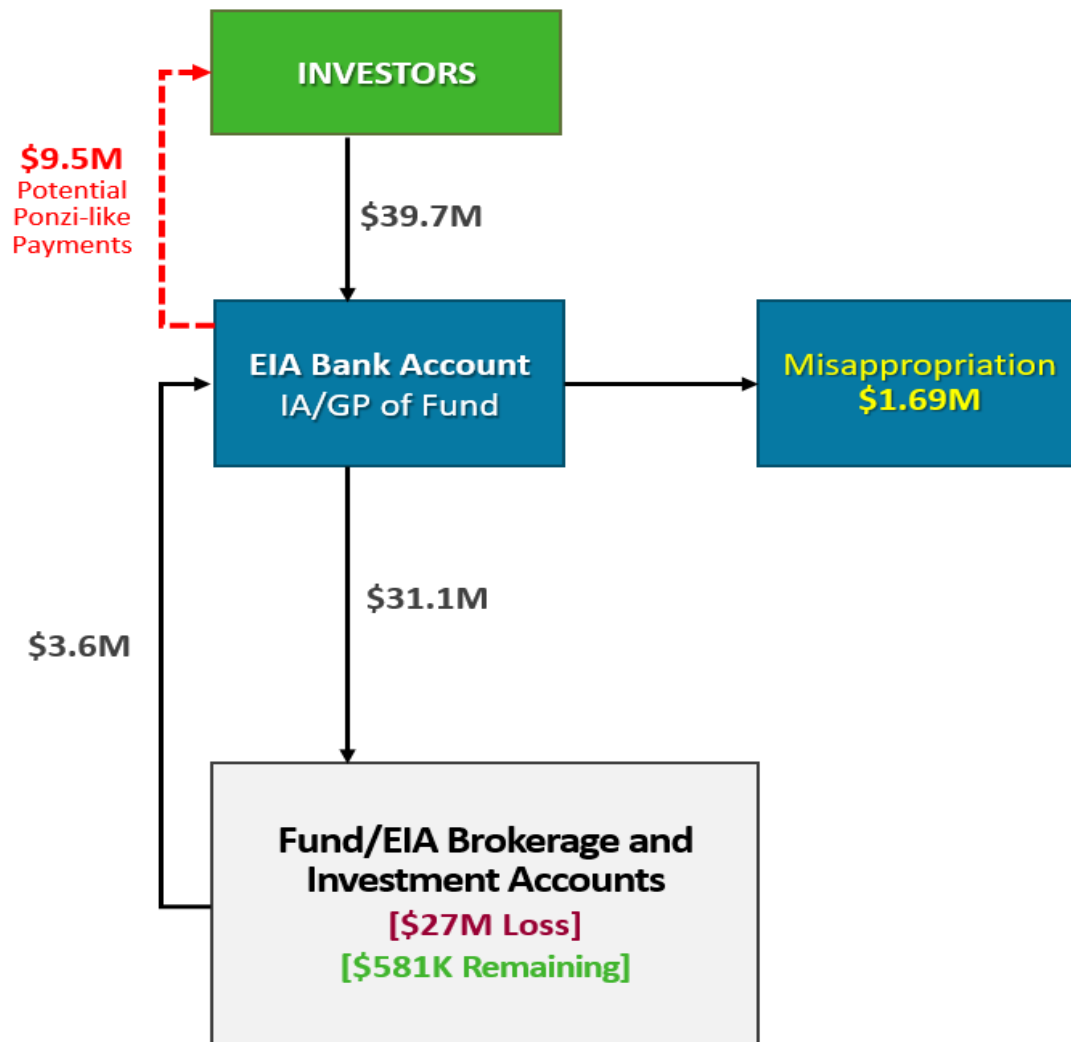 INVESTORS
$9.5M
Potential
Ponzi-like
Payments
$39.7M
EIA Bank Account
IA/GP of Fund
Misappropriation
$1.69M
$31.1M
$3.6M
Fund/EIA Brokerage and
Investment Accounts
[$27M Loss]
[$581K Remaining]